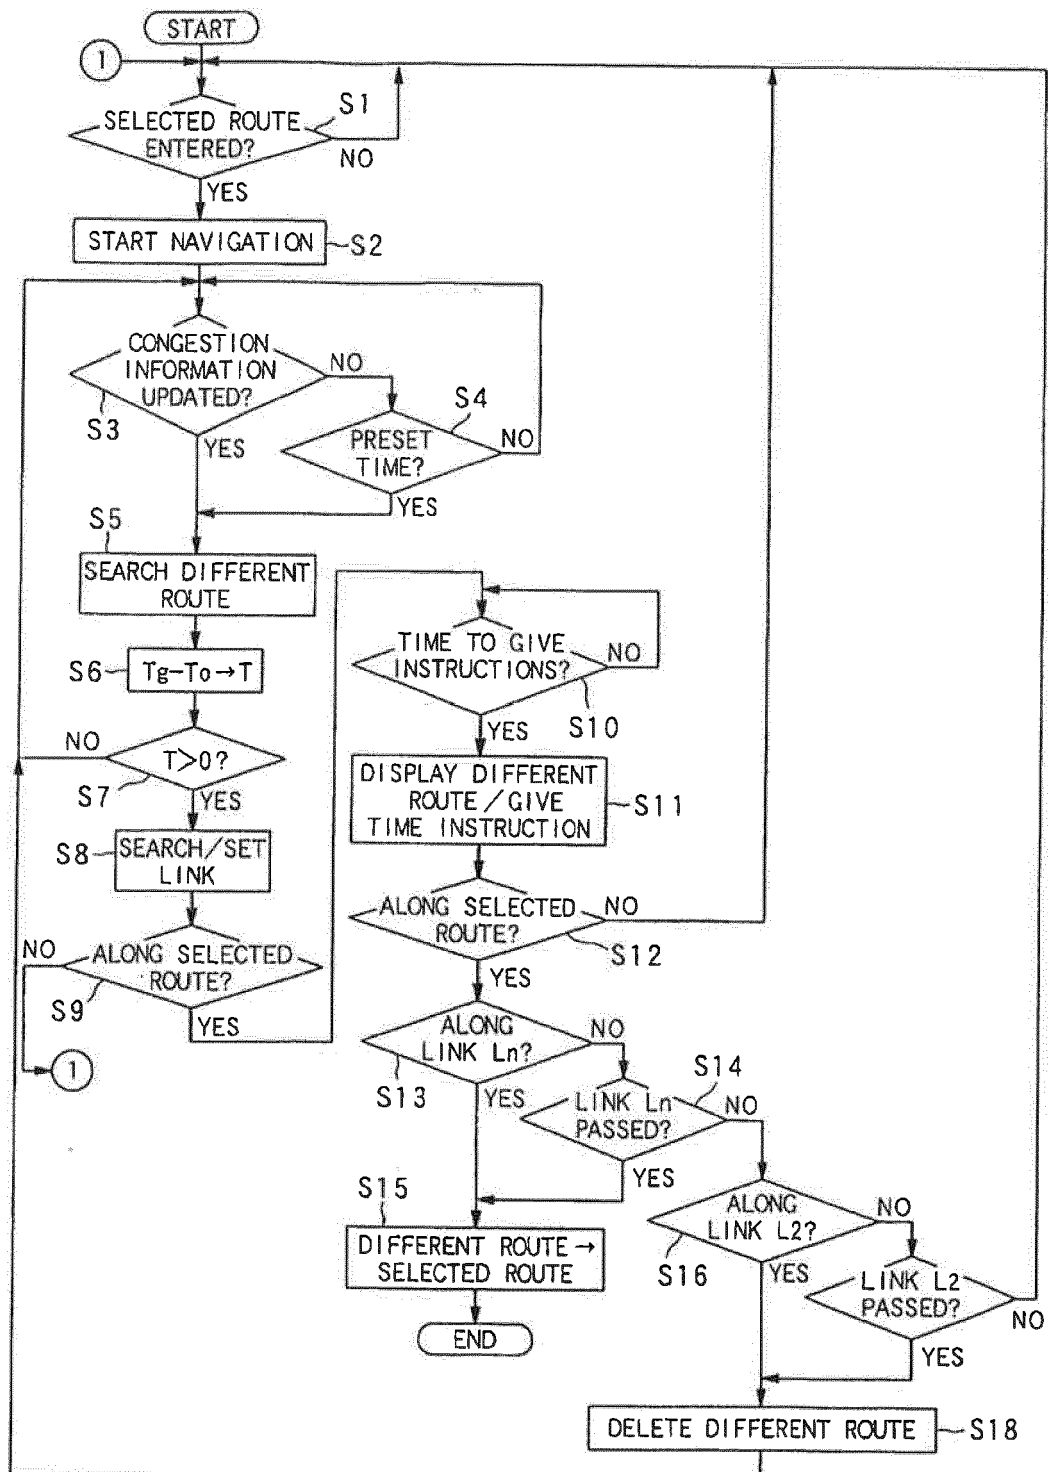 START
1
S1
SELECTED ROUTE
ENTERED?
NO
YES
START NAVIGATION
S2
CONGESTION
INFORMATION
UPDATED?
NO
S3
YES
S4
PRESET
TIME?
NO
YES
S5
SEARCH DIFFERENT
ROUTE
S6
Tg-To→T
NO
T>0?
S7
YES
S8
SEARCH/SET
LINK
NO
ALONG SELECTED
ROUTE?
S9
YES
1
TIME TO GIVE
INSTRUCTIONS?
NO
S10
YES
DISPLAY DIFFERENT
ROUTE/GIVE
TIME INSTRUCTION
S11
ALONG SELECTED
ROUTE?
NO
S12
YES
ALONG
LINK Ln?
NO
S13
YES
S14
LINK Ln
PASSED?
NO
YES
S15
DIFFERENT ROUTE→
SELECTED ROUTE
END
ALONG
LINK L2?
NO
S16
YES
LINK L2
PASSED?
NO
YES
DELETE DIFFERENT ROUTE
S18